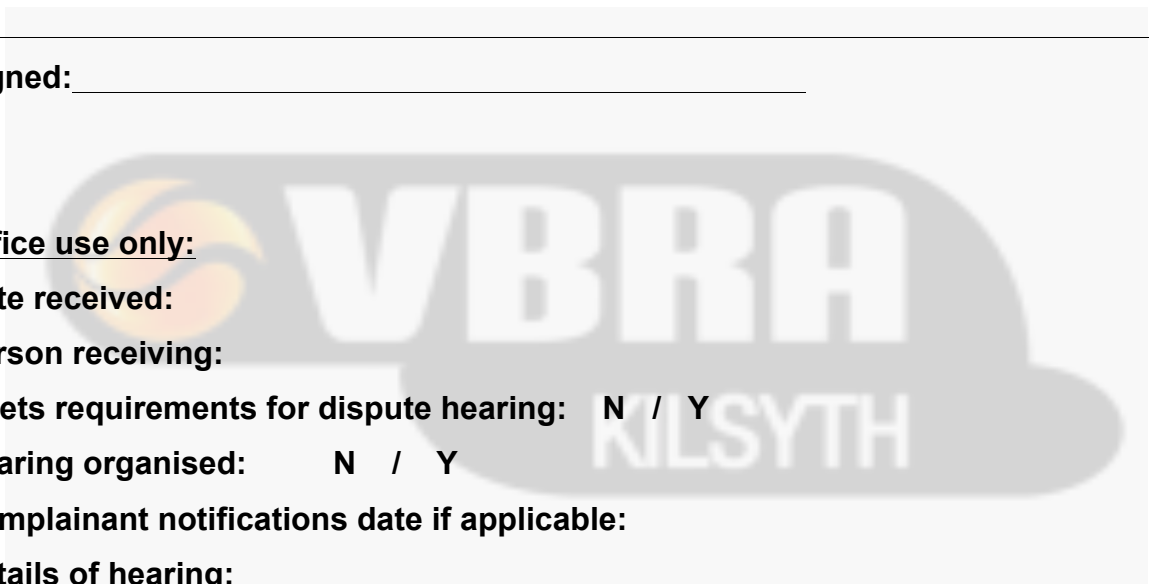 gned:
VBRA
fice use only:
te received:
rson receiving:
ets requirements for dispute hearing: N / Y
KILSYTH
aring organised: N / Y
mplainant notifications date if applicable:
tails of hearing: